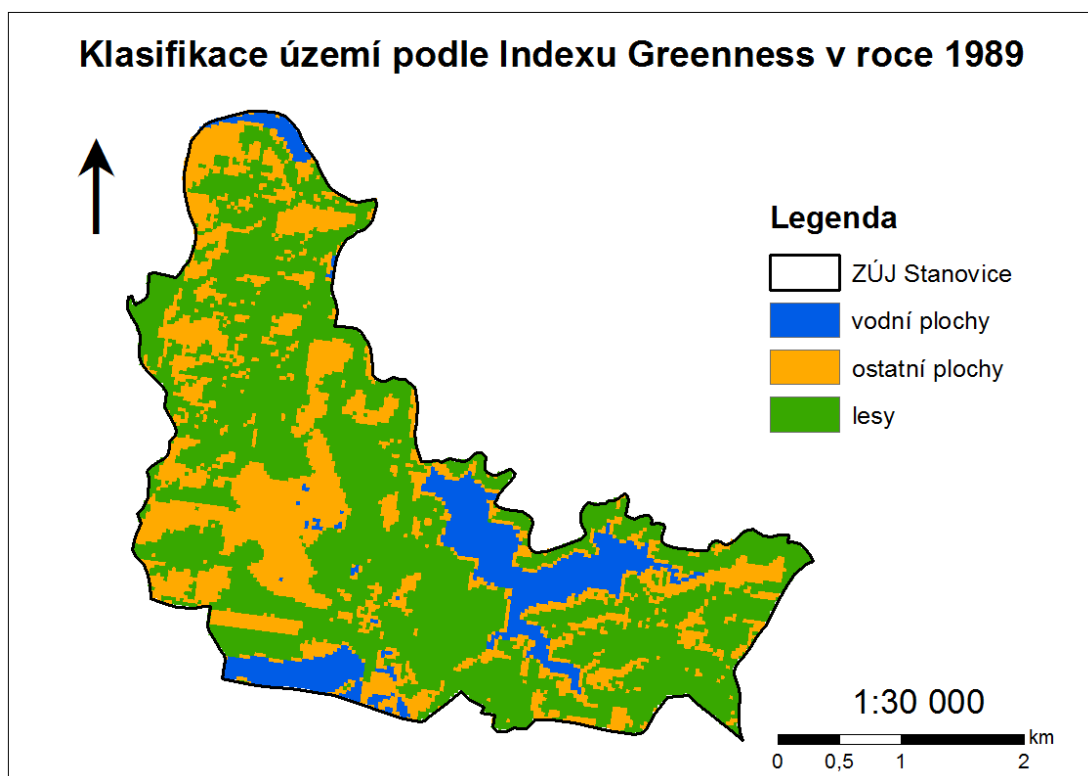 Klasifikace území podle Indexu Greenness v roce 1989
Legenda
ZÚJ Stanovice
vodní plochy
ostatní plochy
lesy
1:30 000
km
0 0,5 1 2